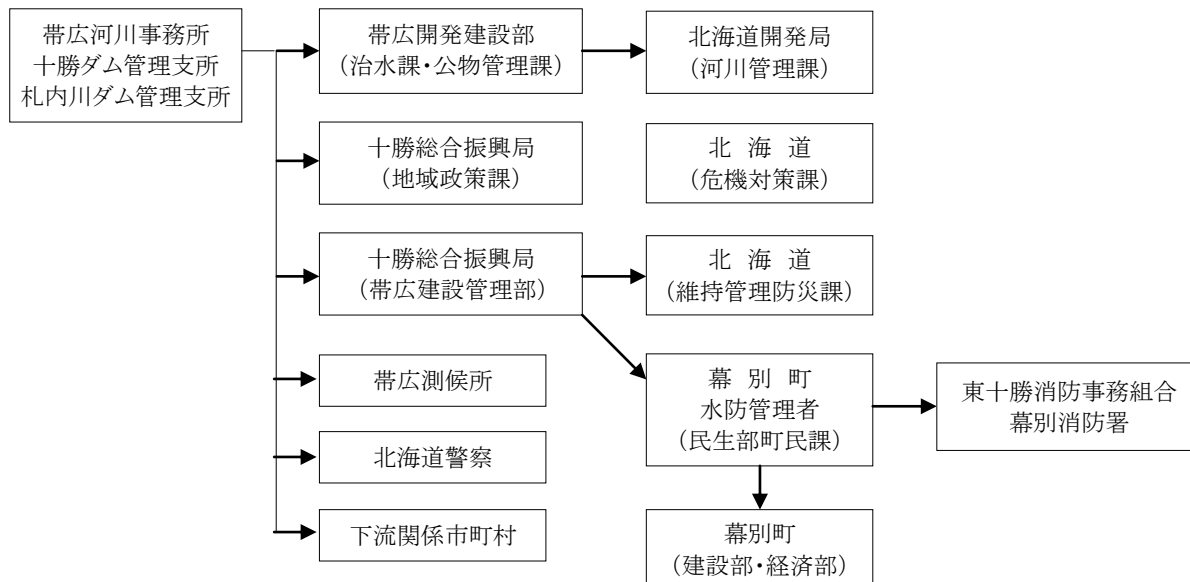 帯広河川事務所
十勝ダム管理支所
札内川ダム管理支所
帯広開発建設部
（治水課・公物管理課）
北海道開発局
（河川管理課）
十勝総合振興局
（地域政策課）
北 海 道
（危機対策課）
十勝総合振興局
（帯広建設管理部）
北 海 道
（維持管理防災課）
帯広測候所
幕 別 町
水防管理者
（民生部町民課）
東十勝消防事務組合
幕別消防署
北海道警察
下流関係市町村
幕別町
（建設部・経済部）